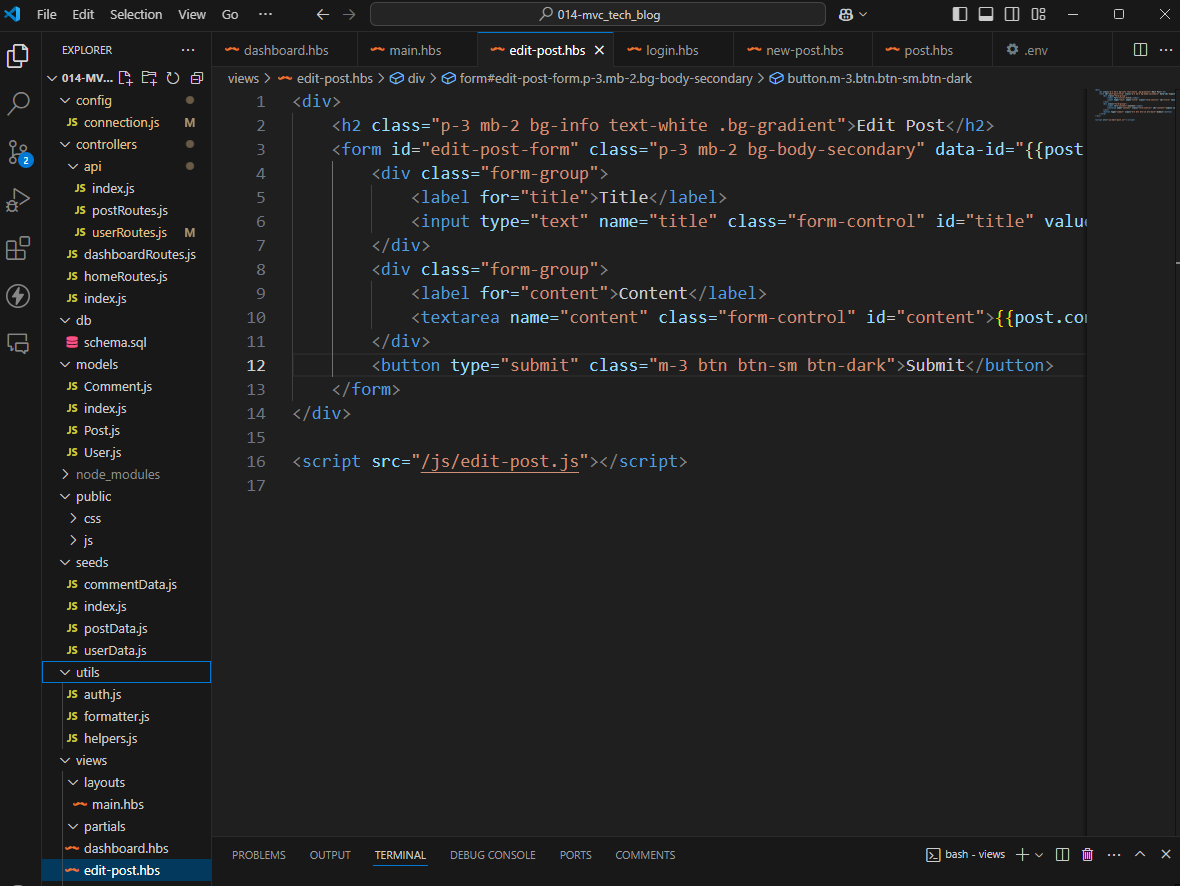 File Edit Selection View Go ··· 014-mvc_tech_blog
EXPLORER ···
014-MV...
config
JS connection.js M
controllers
api
JS index.js
JS postRoutes.js
JS userRoutes.js M
JS dashboardRoutes.js
JS homeRoutes.js
JS index.js
db
schema.sql
models
JS Comment.js
JS index.js
JS Post.js
JS User.js
node_modules
public
css
js
seeds
JS commentData.js
JS index.js
JS postData.js
JS userData.js
utils
JS auth.js
JS formatter.js
JS helpers.js
views
layouts
main.hbs
partials
dashboard.hbs
edit-post.hbs
2
dashboard.hbs main.hbs edit-post.hbs login.hbs new-post.hbs post.hbs .env ···
views > edit-post.hbs > div > form#edit-post-form.p-3.mb-2.bg-body-secondary > button.m-3.btn.btn-sm.btn-dark
1 <div>
2 <h2 class="p-3 mb-2 bg-info text-white .bg-gradient">Edit Post</h2>
3 <form id="edit-post-form" class="p-3 mb-2 bg-body-secondary" data-id="{{post
4 <div class="form-group">
5 <label for="title">Title</label>
6 <input type="text" name="title" class="form-control" id="title" valu
7 </div>
8 <div class="form-group">
9 <label for="content">Content</label>
10 <textarea name="content" class="form-control" id="content">{{post.co
11 </div>
12 <button type="submit" class="m-3 btn btn-sm btn-dark">Submit</button>
13 </form>
14 </div>
15
16 <script src="/js/edit-post.js"></script>
17
PROBLEMS OUTPUT TERMINAL DEBUG CONSOLE PORTS COMMENTS bash - views ···